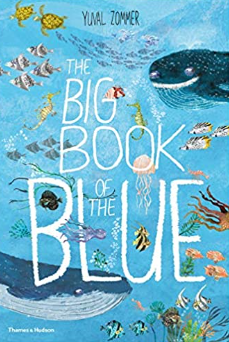 YUVAL ZOMMER
THE
BIG
BOOK
OF THE
BLUE
Thames & Hudson